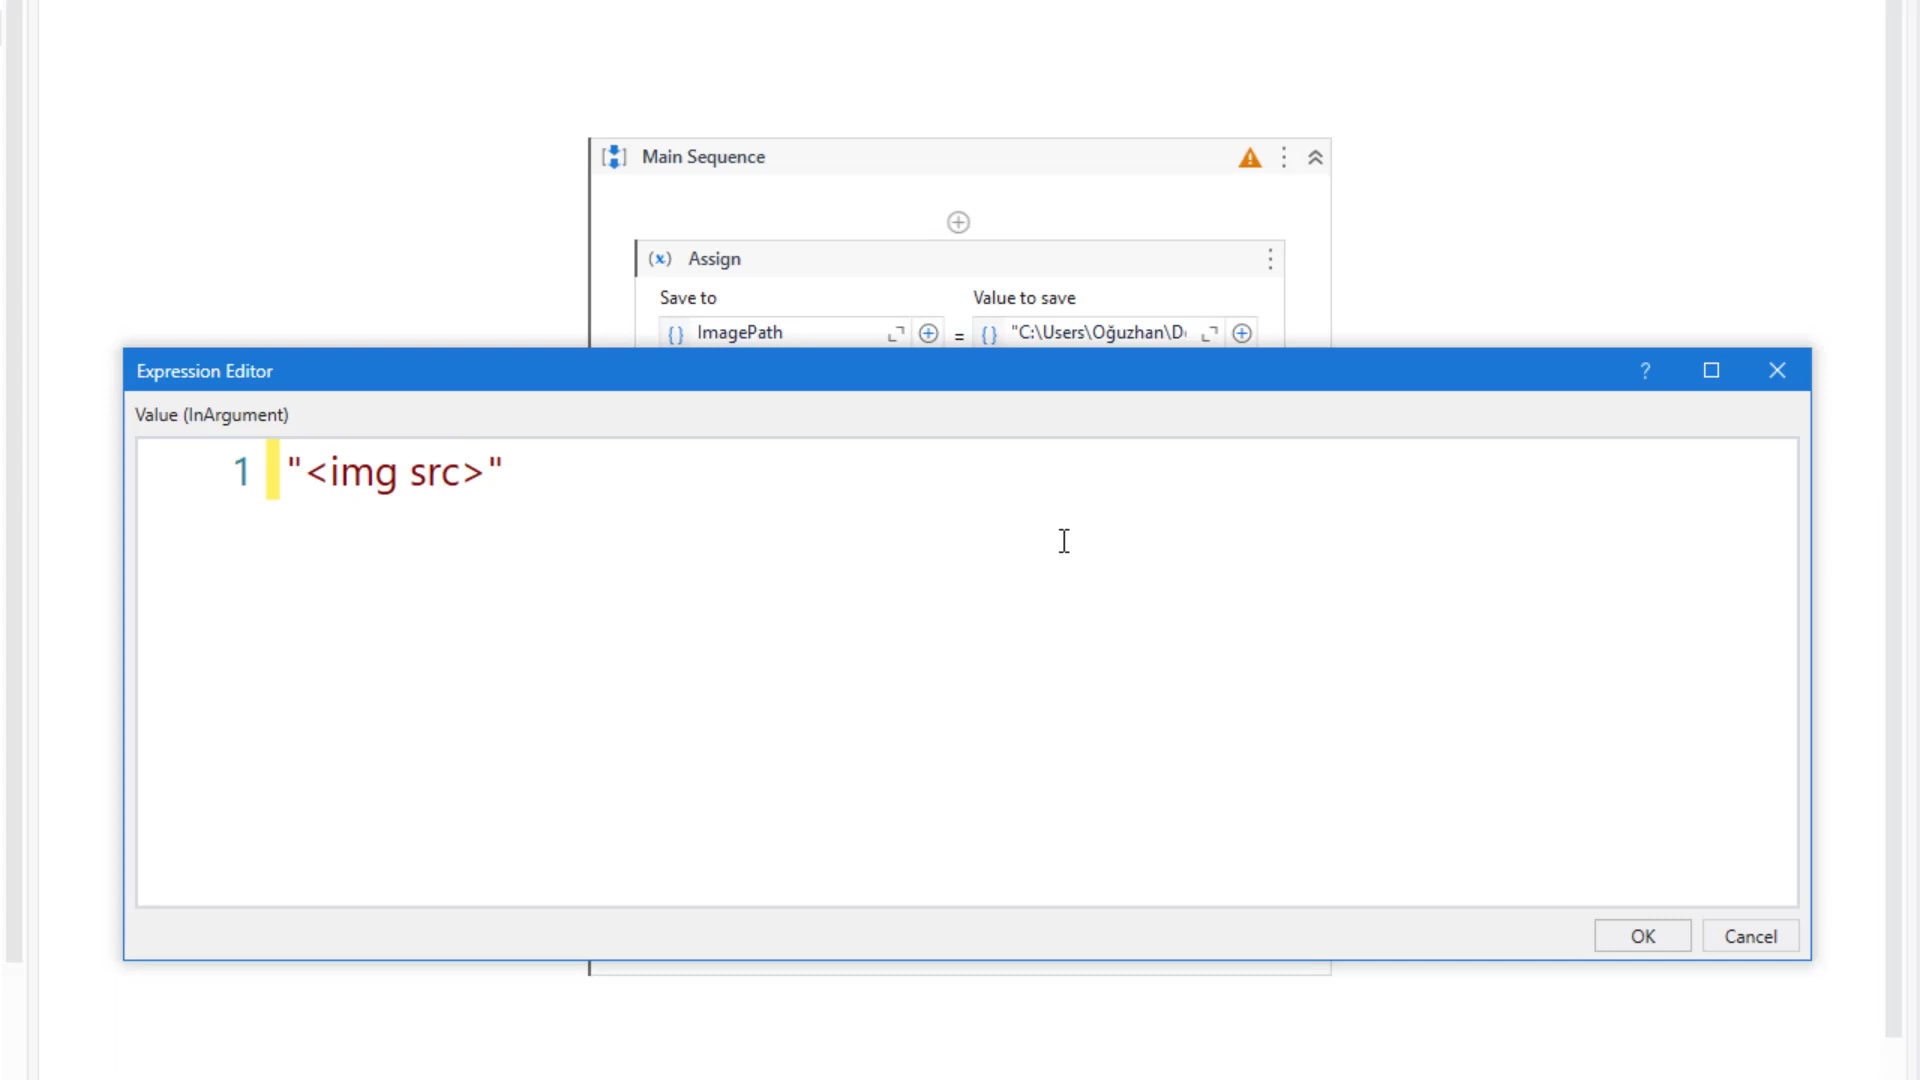 Main Sequence
(x) Assign
Save to Value to save
{} ImagePath = {} "C:\Users\Oğuzhan\D
Expression Editor ?
Value (InArgument)
1 "<img src>"
OK Cancel